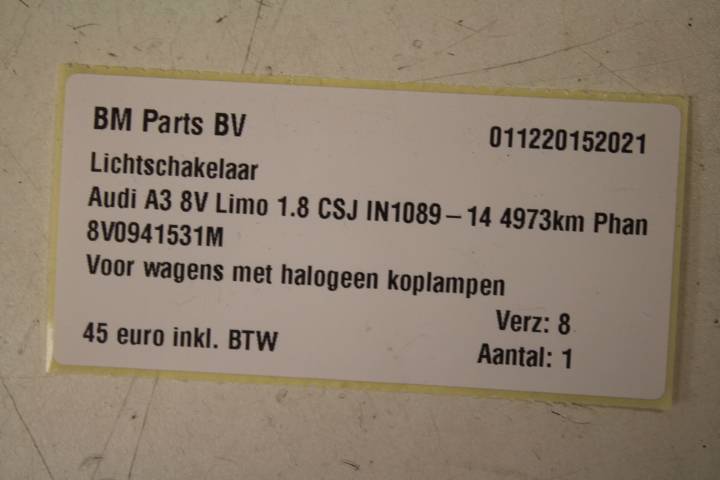 BM Parts BV 011220152021
Lichtschakelaar
Audi A3 8V Limo 1.8 CSJ IN1089-14 4973km Phan
8V0941531M
Voor wagens met halogeen koplampen
Verz: 8
45 euro inkl. BTW Aantal: 1